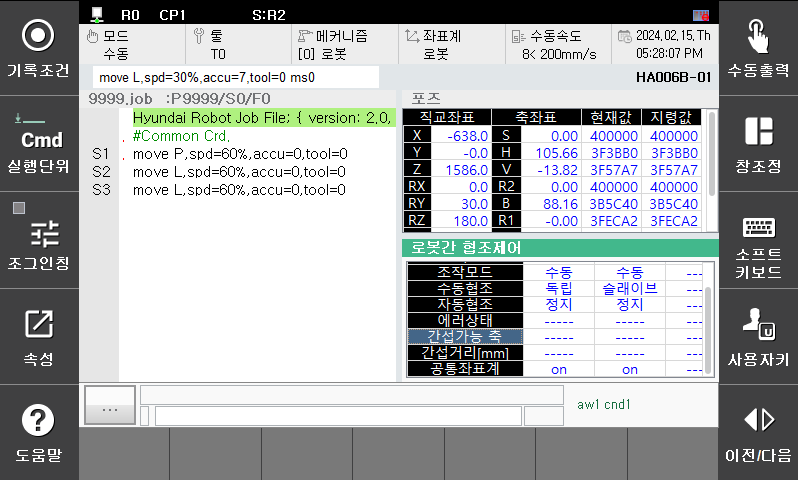 R0 CP1 S:R2
모드 수동
툴 T0
메커니즘 [0] 로봇
좌표계 로봇
수동속도 8< 200mm/s
2024,02,15,Th 05:28:07 PM
move L,spd=30%,accu=7,tool=0 ms0
HA006B-01
기록조건
Cmd
실행단위
조그인칭
속성
도움말
9999.job :P9999/S0/F0
Hyundai Robot Job File; { version: 2,0,
. #Common Crd.
S1 . move P,spd=60%,accu=0,tool=0
S2 move L,spd=60%,accu=0,tool=0
S3 move L,spd=60%,accu=0,tool=0
포즈
직교좌표 축좌표 현재값 지령값
X -638.0 S 0.00 400000 400000
Y -0.0 H 105.66 3F3BB0 3F3BB0
Z 1586.0 V -13.82 3F57A7 3F57A7
RX 0.0 R2 0.00 400000 400000
RY 30.0 B 88.16 3B5C40 3B5C40
RZ 180.0 R1 -0.00 3FECA2 3FECA2
로봇간 협조제어
조작모드 수동 수동 ---
수동협조 독립 슬레이브 ---
자동협조 정지 정지 ---
에러상태 ----- ----- ---
간섭가능 축 ----- ----- ---
간섭거리[mm] ----- ----- ---
공통좌표계 on on ---
...
aw1 cnd1
수동출력
창조정
소프트
키보드
U
사용자키
이전/다음